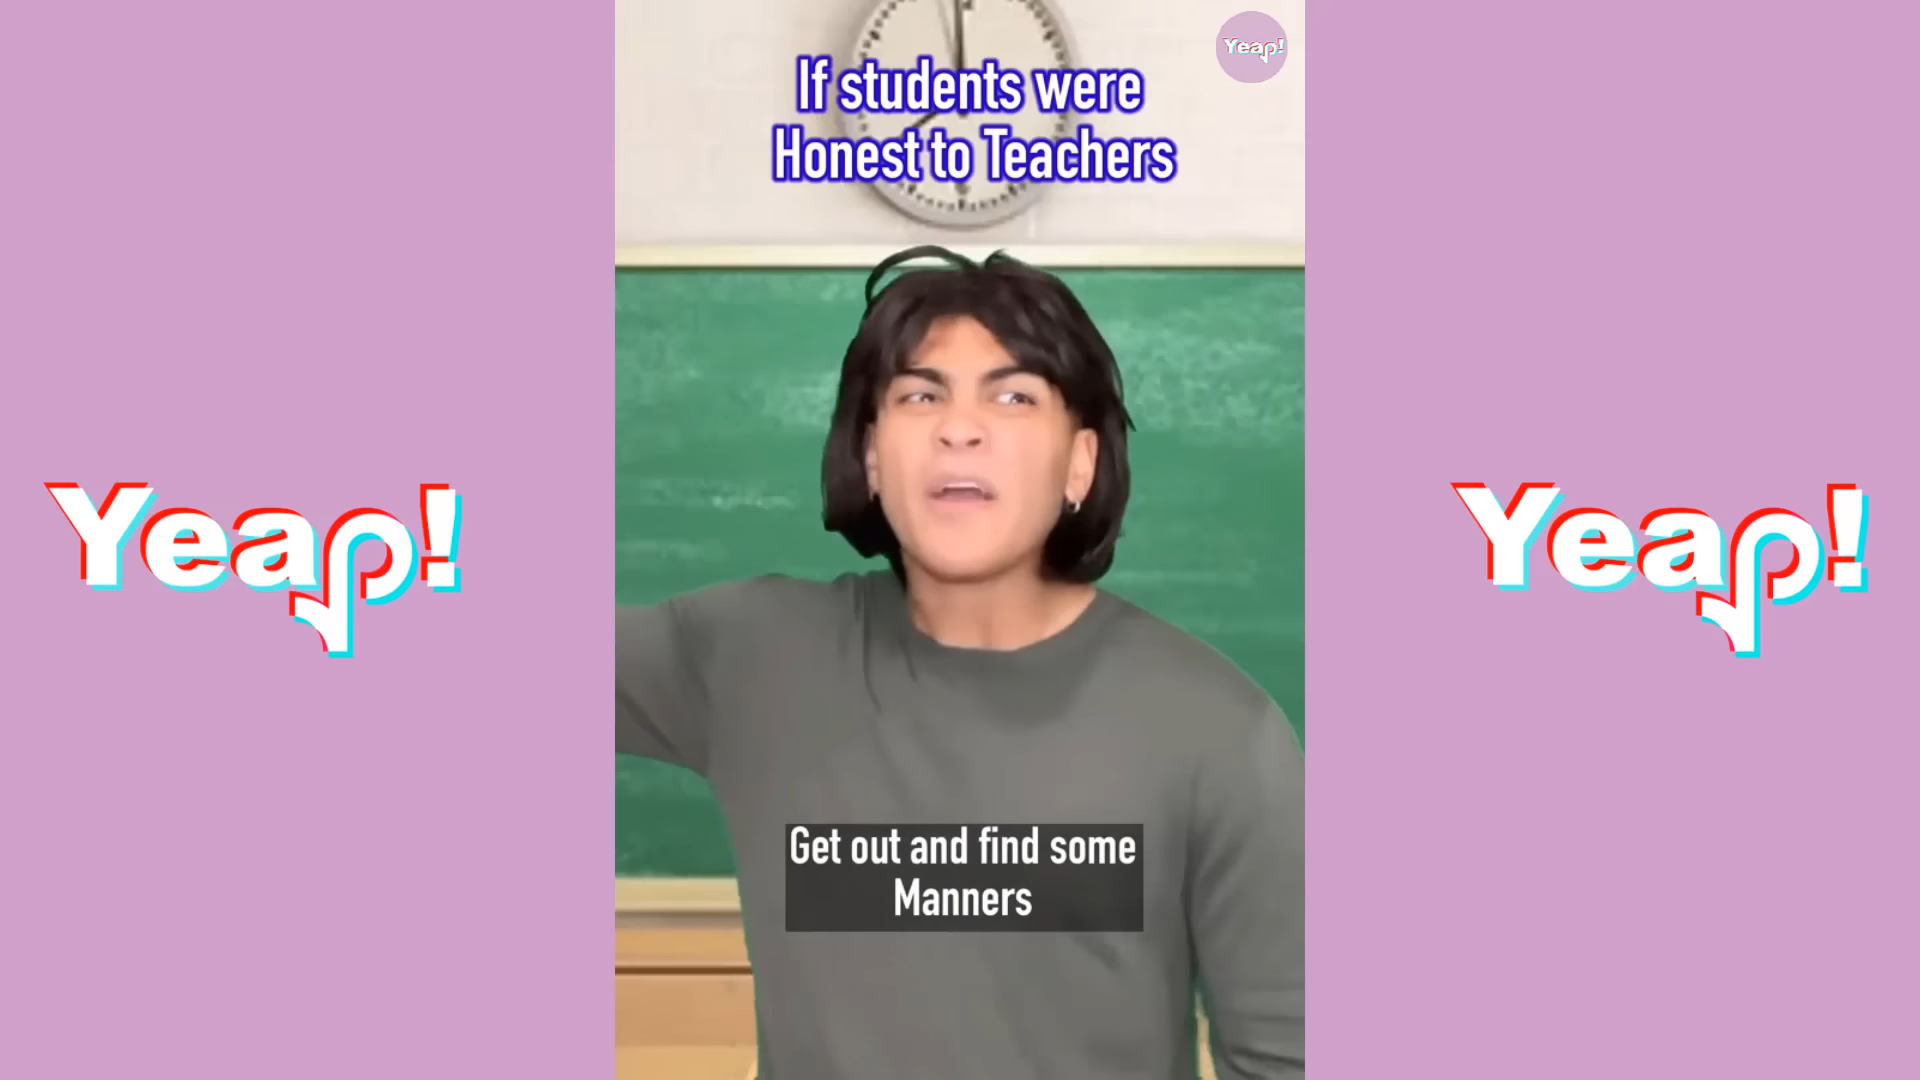 Yeap!
If students were
Honest to Teachers
Yeap!
Yeap!
Get out and find some
Manners